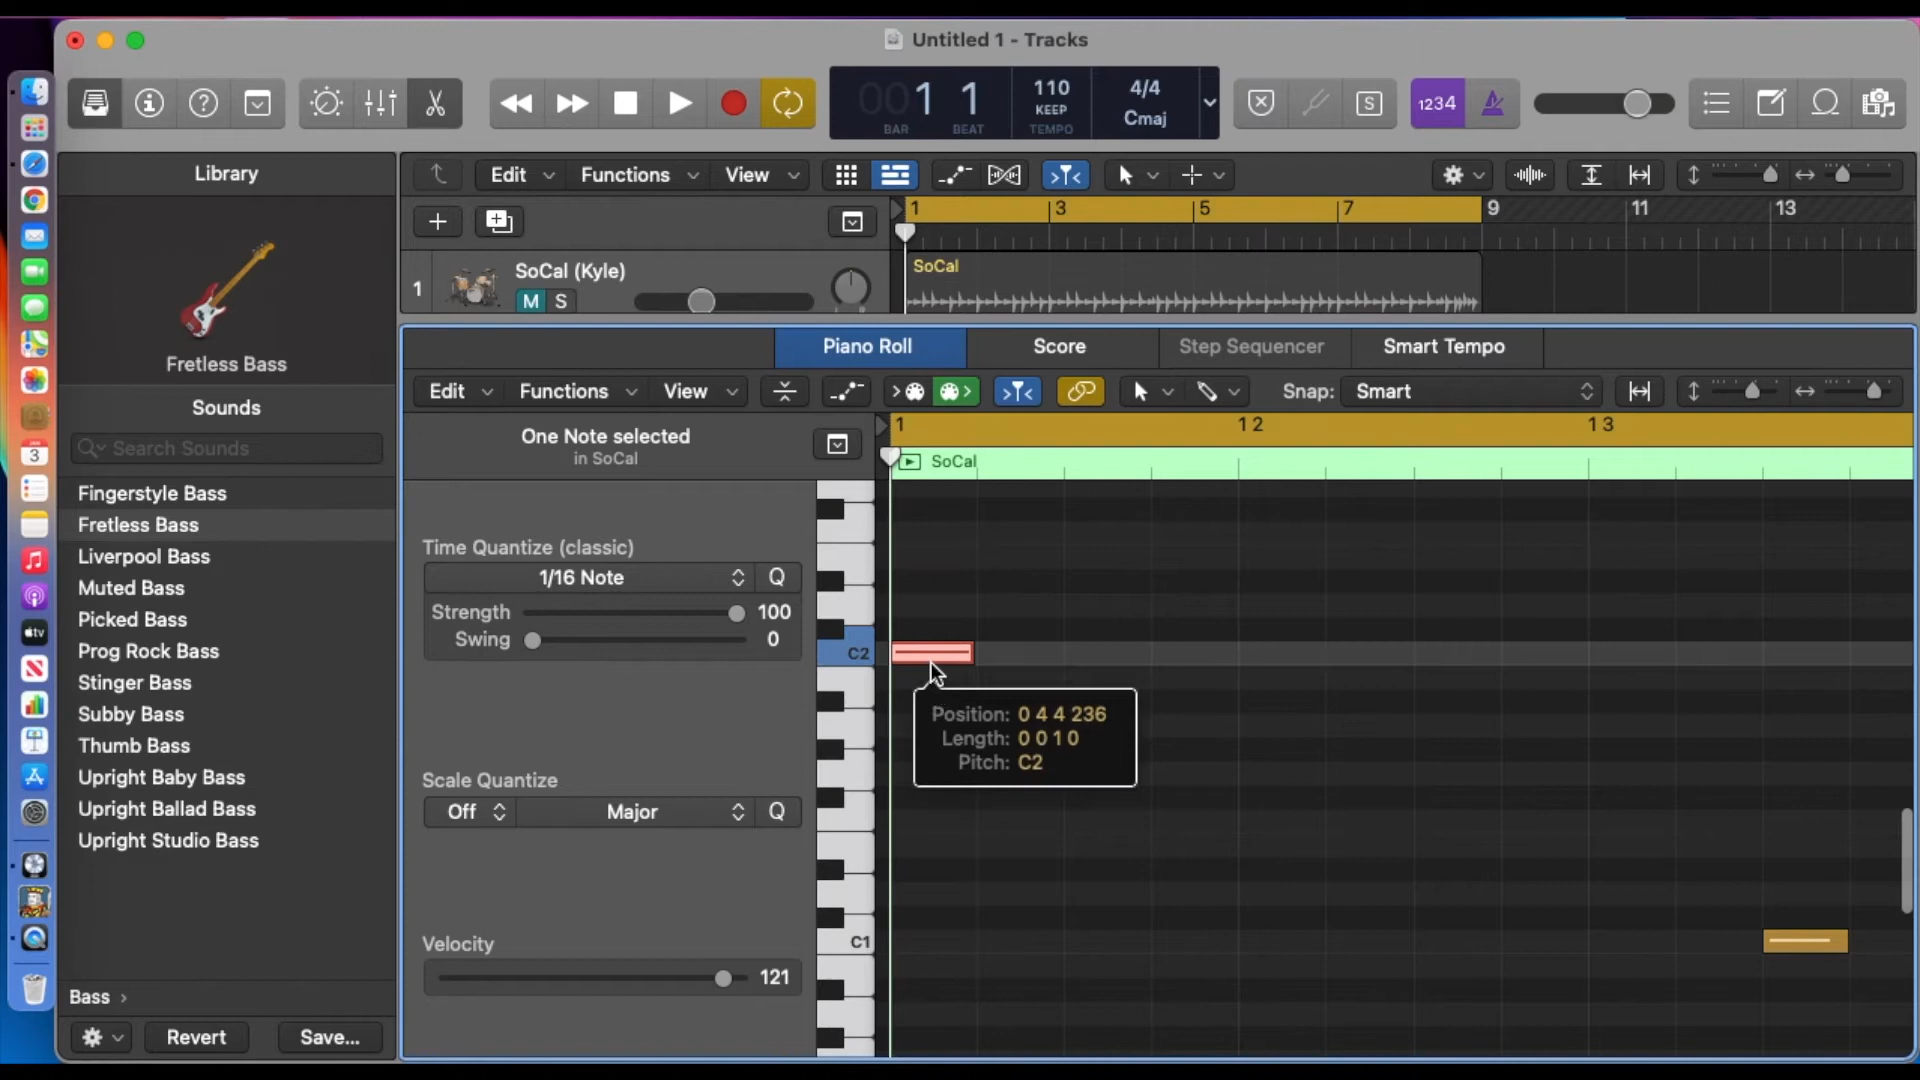 Untitled 1 - Tracks
001 1
BAR BEAT
110
KEEP
TEMPO
4/4
Cmaj
S
1234
Library
Fretless Bass
Sounds
Search Sounds
Fingerstyle Bass
Fretless Bass
Liverpool Bass
Muted Bass
Picked Bass
Prog Rock Bass
Stinger Bass
Subby Bass
Thumb Bass
Upright Baby Bass
Upright Ballad Bass
Upright Studio Bass
Bass
Revert Save...
Edit Functions View
1 3 5 7 9 11 13
1
SoCal (Kyle)
M S
SoCal
Piano Roll Score Step Sequencer Smart Tempo
Edit Functions View Snap: Smart
One Note selected
in SoCal
1 1 2 1 3
SoCal
Time Quantize (classic)
1/16 Note Q
Strength 100
Swing 0
Scale Quantize
Off Major Q
Velocity
121
C2
C1
Position: 0 4 4 236
Length: 0 0 1 0
Pitch: C2
3
tv